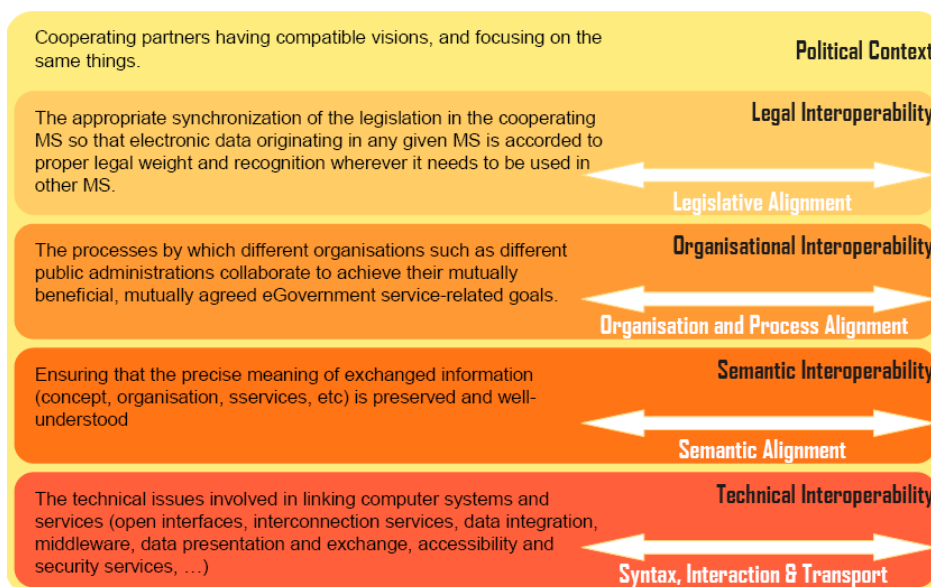 Cooperating partners having compatible visions, and focusing on the
same things.
Political Context
The appropriate synchronization of the legislation in the cooperating
MS so that electronic data originating in any given MS is accorded to
proper legal weight and recognition wherever it needs to be used in
other MS.
Legal Interoperability
Legislative Alignment
The processes by which different organisations such as different
public administrations collaborate to achieve their mutually
beneficial, mutually agreed eGovernment service-related goals.
Organisational Interoperability
Organisation and Process Alignment
Ensuring that the precise meaning of exchanged information
(concept, organisation, sservices, etc) is preserved and well-
understood
Semantic Interoperability
Semantic Alignment
The technical issues involved in linking computer systems and
services (open interfaces, interconnection services, data integration,
middleware, data presentation and exchange, accessibility and
security services, …)
Technical Interoperability
Syntax, Interaction & Transport